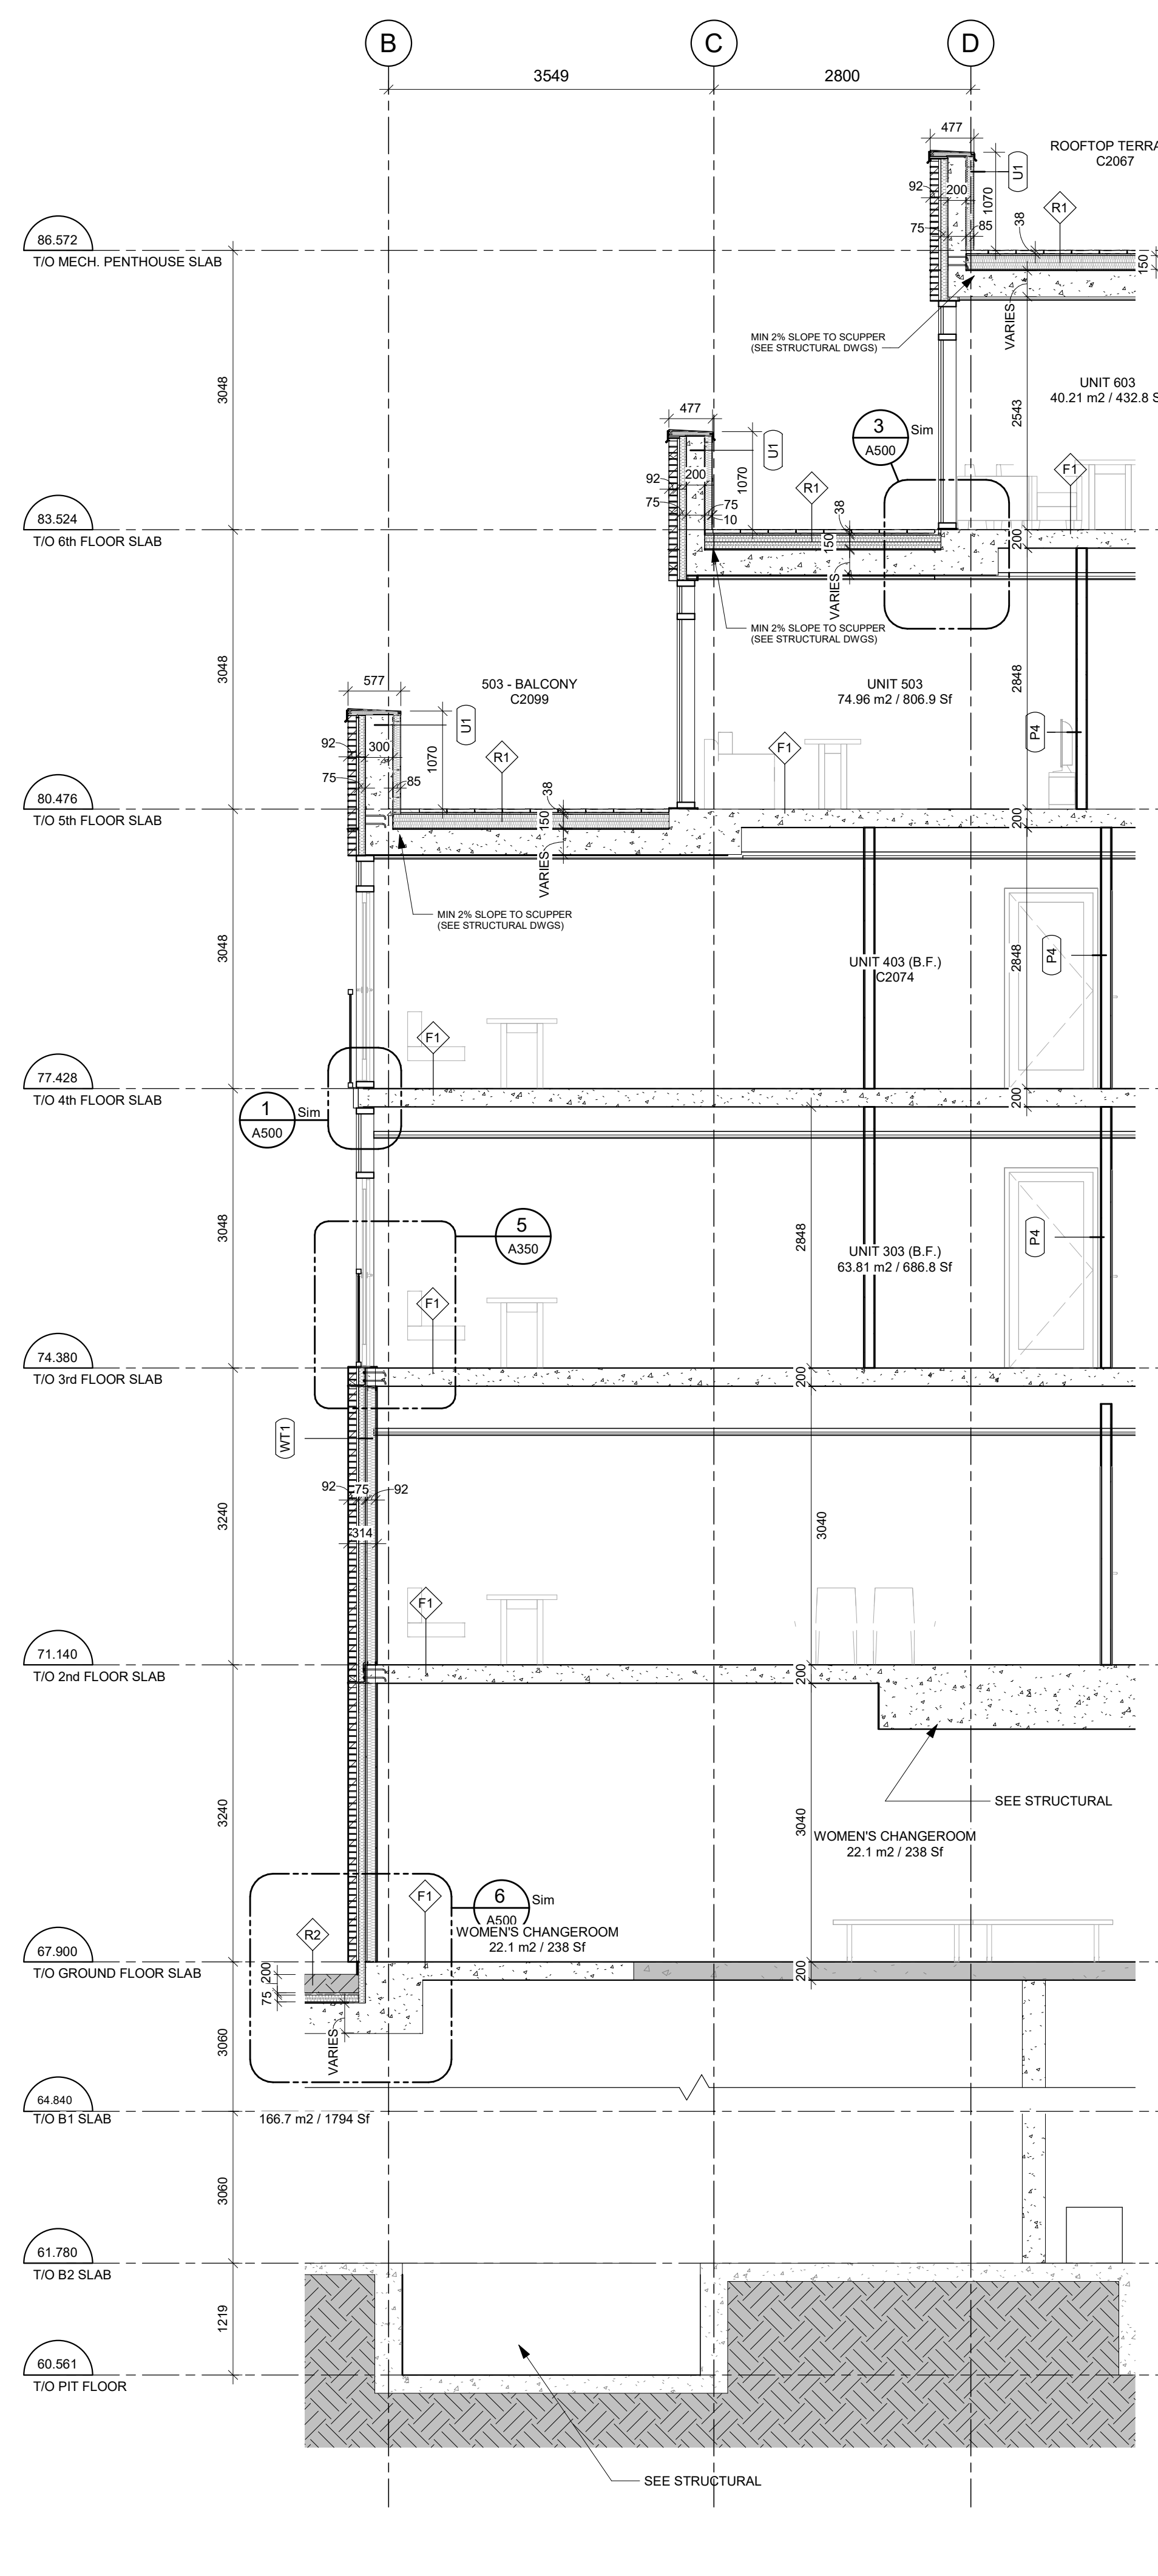 B
C
D
3549
2800
477
ROOFTOP TERRA
C2067
U1
92
200
1070
R1
38
75
85
150
86.572
T/O MECH. PENTHOUSE SLAB
VARIES
MIN 2% SLOPE TO SCUPPER
(SEE STRUCTURAL DWGS)
3048
UNIT 603
40.21 m2 / 432.8 S
2543
477
3
A500
Sim
U1
92
200
1070
F1
R1
75
75
10
38
83.524
T/O 6th FLOOR SLAB
150
200
VARIES
MIN 2% SLOPE TO SCUPPER
(SEE STRUCTURAL DWGS)
3048
2848
577
503 - BALCONY
C2099
UNIT 503
74.96 m2 / 806.9 Sf
U1
P4
92
300
1070
R1
F1
75
85
38
80.476
T/O 5th FLOOR SLAB
150
200
VARIES
MIN 2% SLOPE TO SCUPPER
(SEE STRUCTURAL DWGS)
3048
2848
P4
UNIT 403 (B.F.)
C2074
F1
77.428
T/O 4th FLOOR SLAB
200
1
A500
Sim
3048
5
A350
2848
P4
UNIT 303 (B.F.)
63.81 m2 / 686.8 Sf
F1
74.380
T/O 3rd FLOOR SLAB
200
WT1
92
75
92
314
3240
3040
F1
71.140
T/O 2nd FLOOR SLAB
200
SEE STRUCTURAL
3240
3040
WOMEN'S CHANGEROOM
22.1 m2 / 238 Sf
F1
6
A500
Sim
R2
WOMEN'S CHANGEROOM
22.1 m2 / 238 Sf
67.900
T/O GROUND FLOOR SLAB
200
200
75
VARIES
3060
64.840
T/O B1 SLAB
166.7 m2 / 1794 Sf
3060
61.780
T/O B2 SLAB
1219
60.561
T/O PIT FLOOR
SEE STRUCTURAL